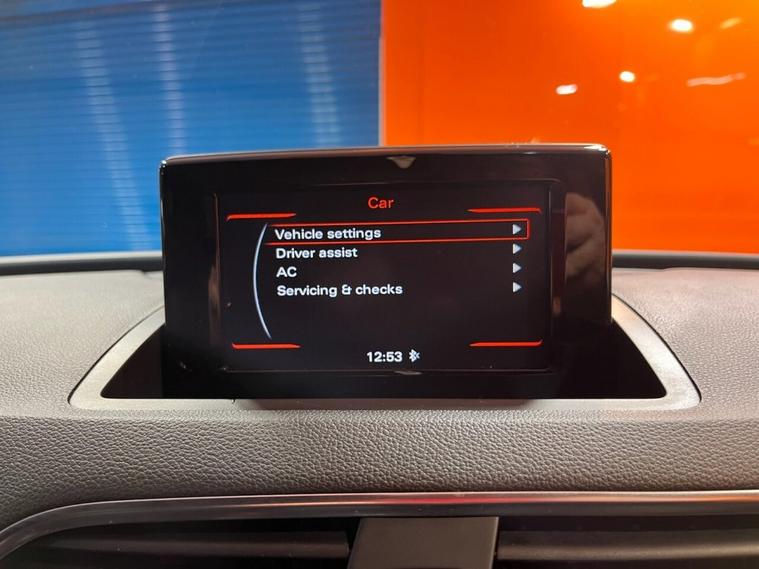 Car
Vehicle settings
Driver assist
AC
Servicing & checks
12:53